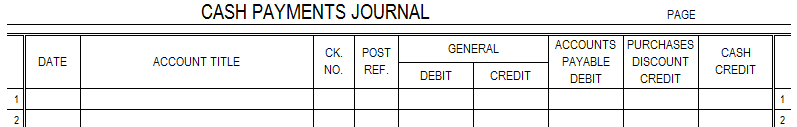 CASH PAYMENTS JOURNAL PAGE
DATE ACCOUNT TITLE CK. NO. POST REF. GENERAL ACCOUNTS PAYABLE DEBIT PURCHASES DISCOUNT CREDIT CASH CREDIT
DEBIT CREDIT
1 1
2 2